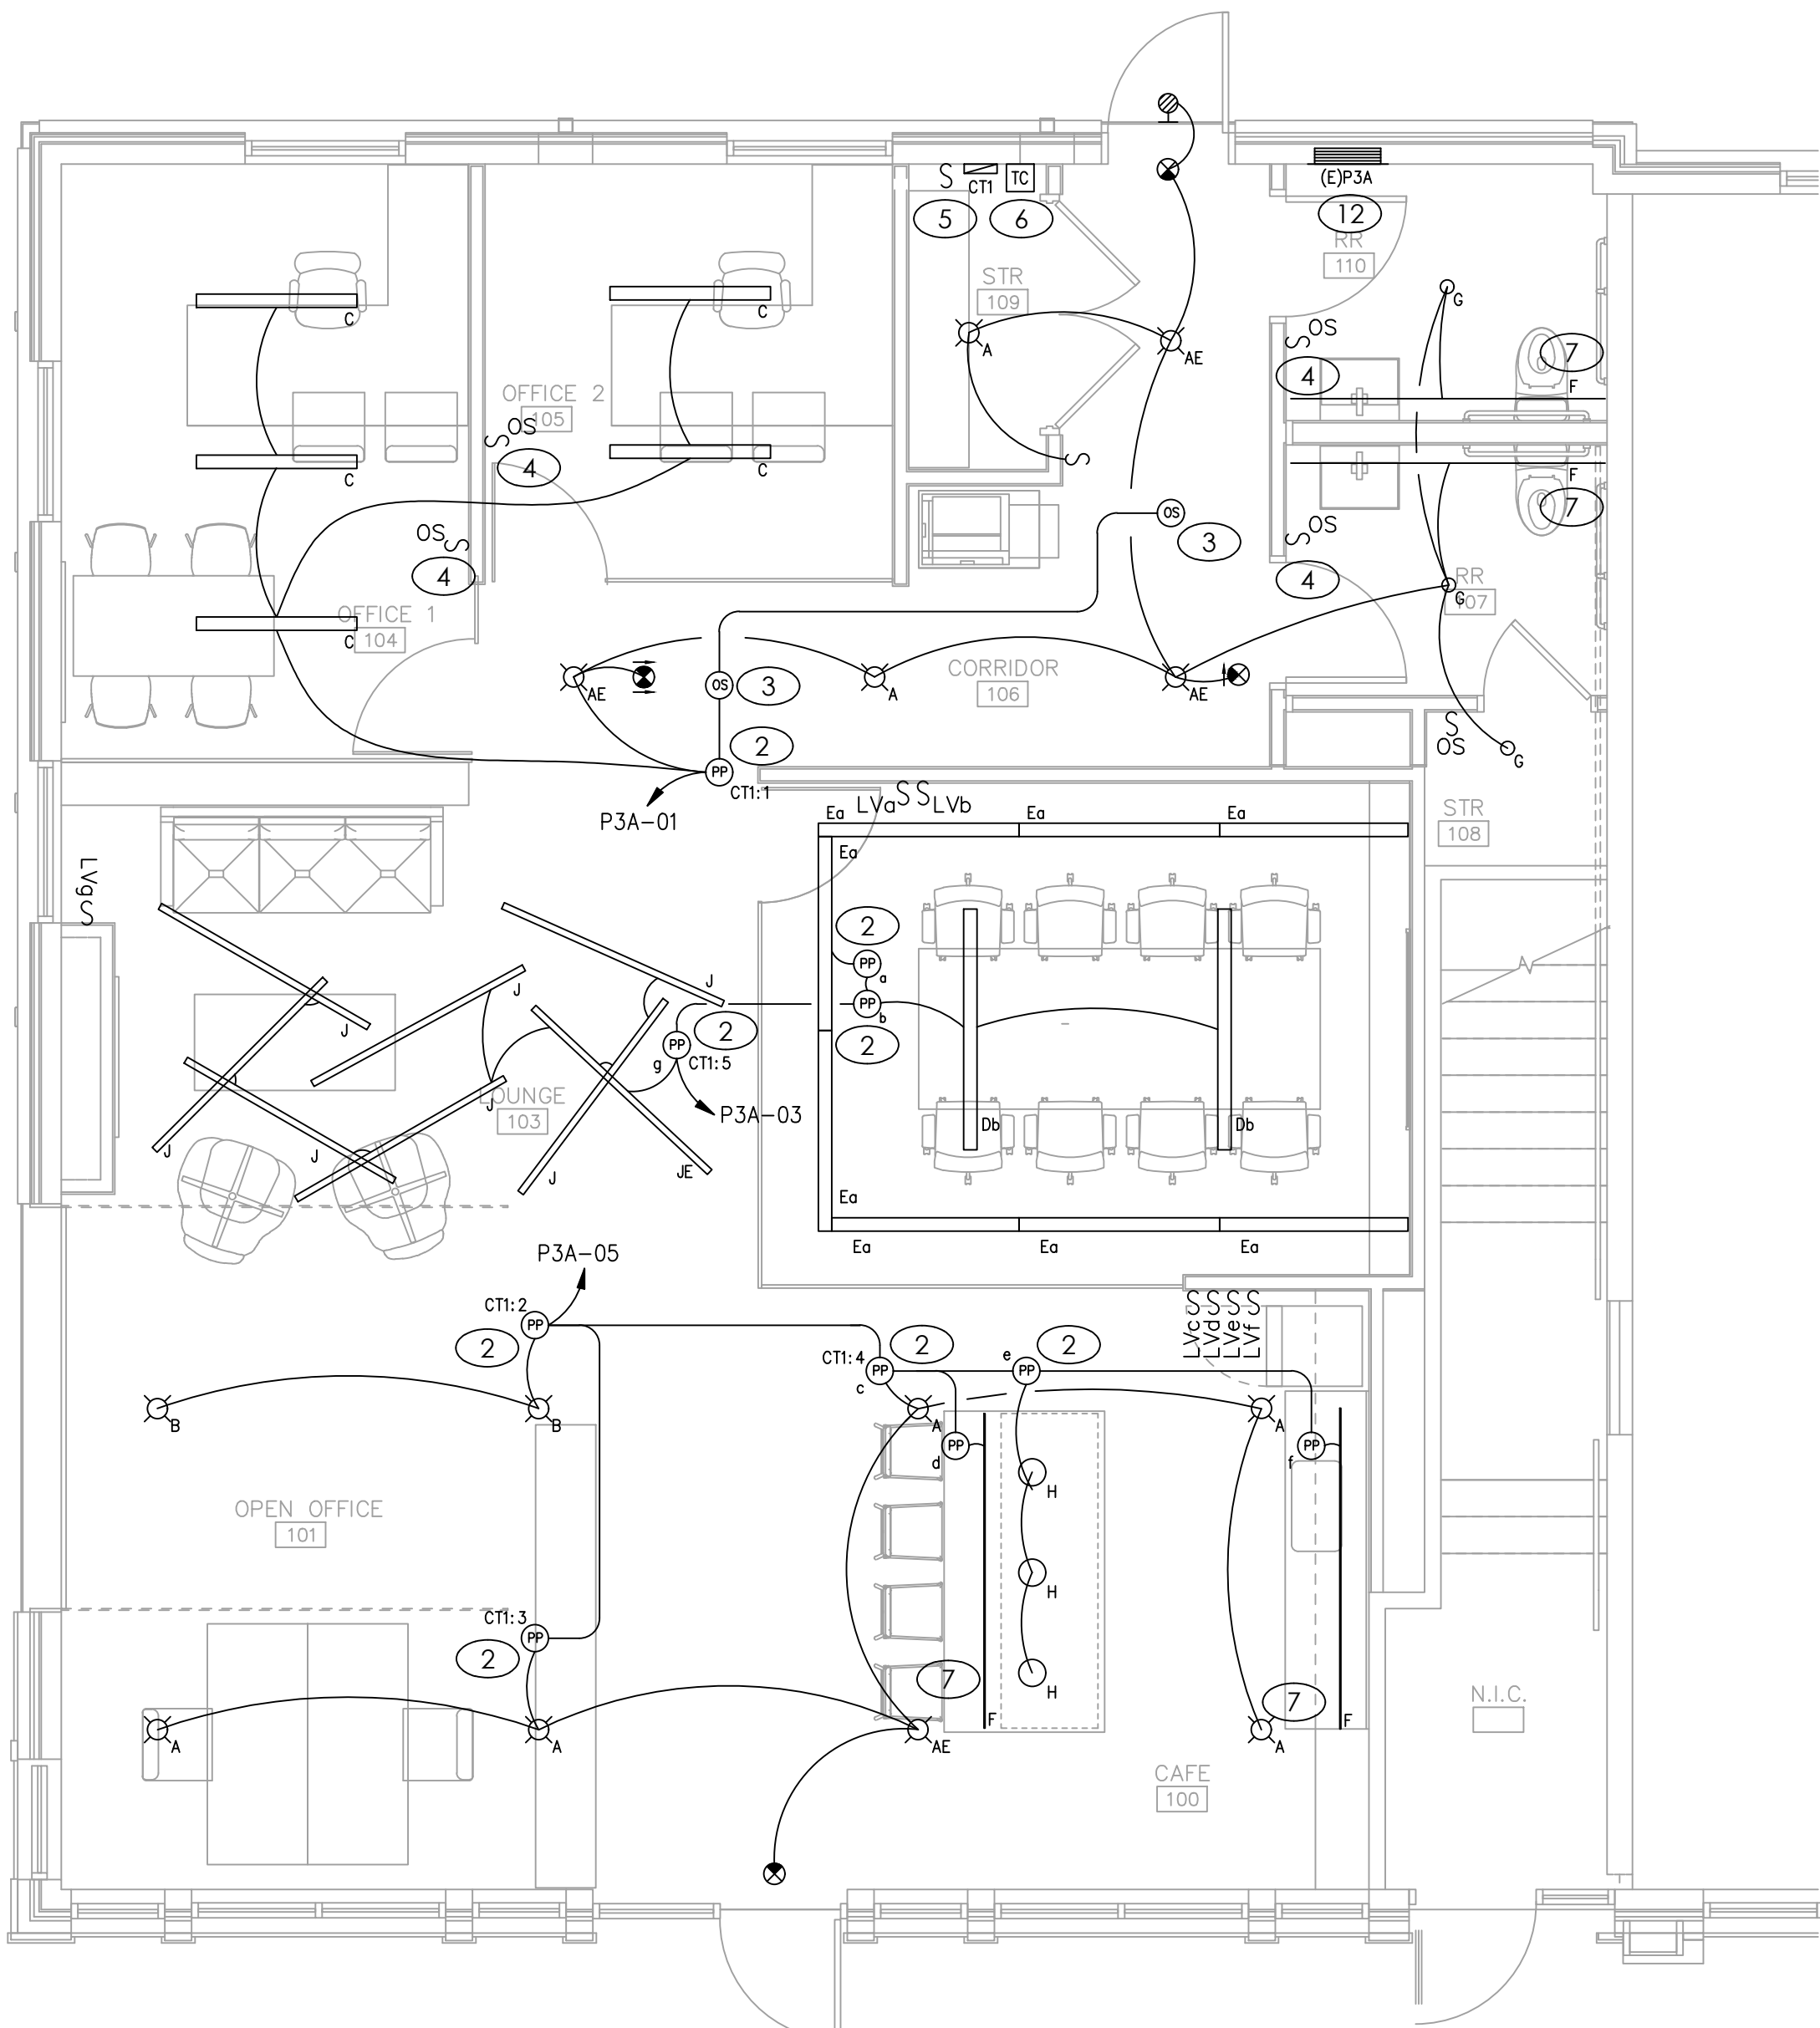 S
CT1
TC
(E)P3A
5
6
12
RR
110
STR
109
G
C
C
S OS
7
A
AE
4
F
OFFICE 2
105
S OS
4
C
C
S
F
7
OS
3
S OS
OS S
4
4
RR
107
G
OFFICE 1
104
C
CORRIDOR
106
AE
OS
3
A
AE
2
S
OS
G
PP
CT1:1
P3A-01
LVa S S LVb
STR
108
Ea
Ea
Ea
Ea
LVg S
2
PP
a
J
J
PP
b
2
2
J
PP
g
CT1:5
LOUNGE
103
J
P3A-03
Db
Db
J
J
J
JE
Ea
Ea
Ea
Ea
P3A-05
CT1:2
PP
2
LVc S
LVd S
LVe S
LVf S
2
e
2
CT1:4
PP
PP
c
B
B
A
A
PP
d
PP
f
H
OPEN OFFICE
101
H
CT1:3
PP
2
7
H
7
N.I.C.
F
F
A
A
AE
A
CAFE
100